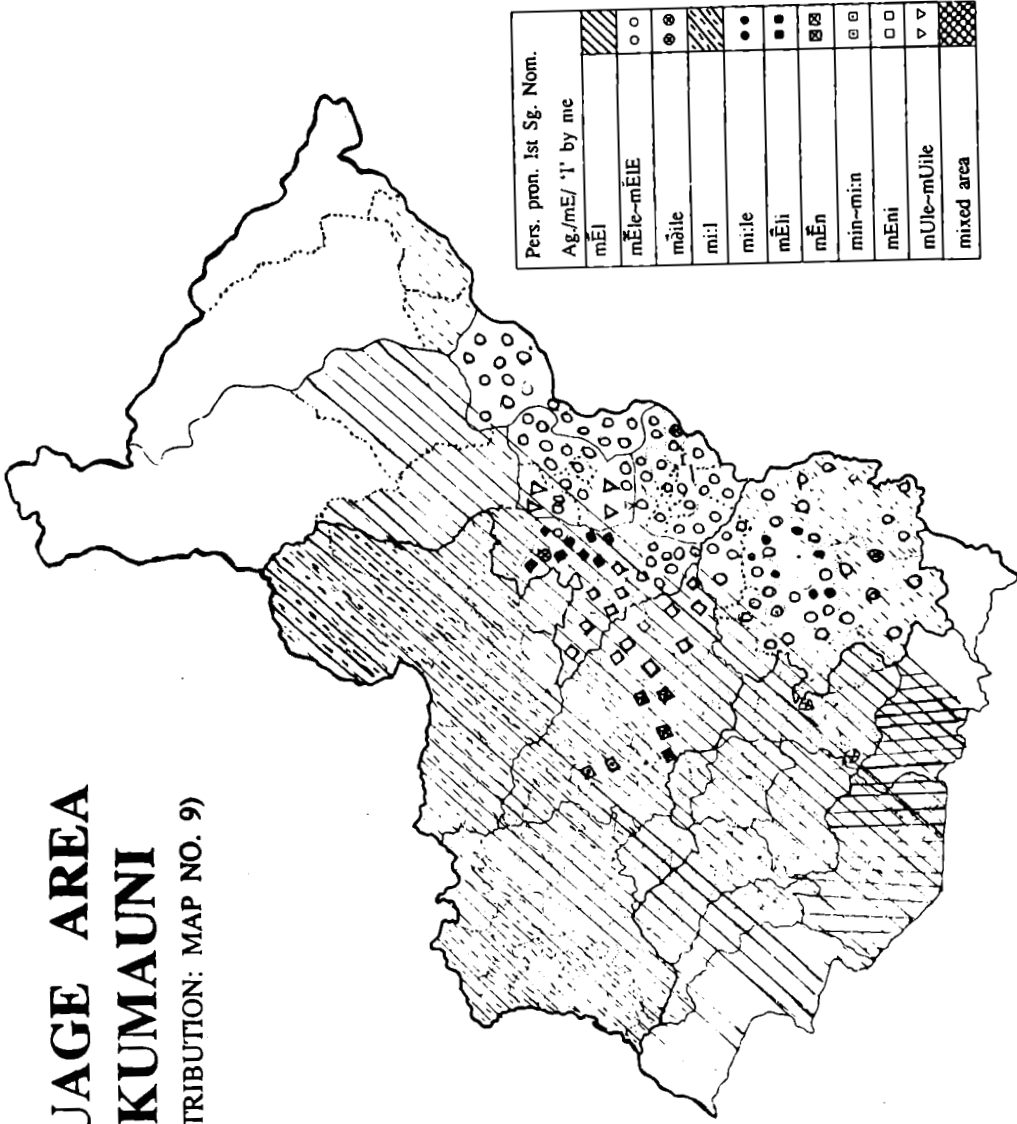 UAGE AREA
KUMAUNI
TRIBUTION: MAP NO. 9)
Pers. pron. 1st Sg. Nom.
Ag./mE/ 'I' by me
mẼl
mẼle~mẼlE
mə̃ile
mi:l
mi:le
mẼli
mẼn
min~mi:n
mEni
mUle~mUile
mixed area